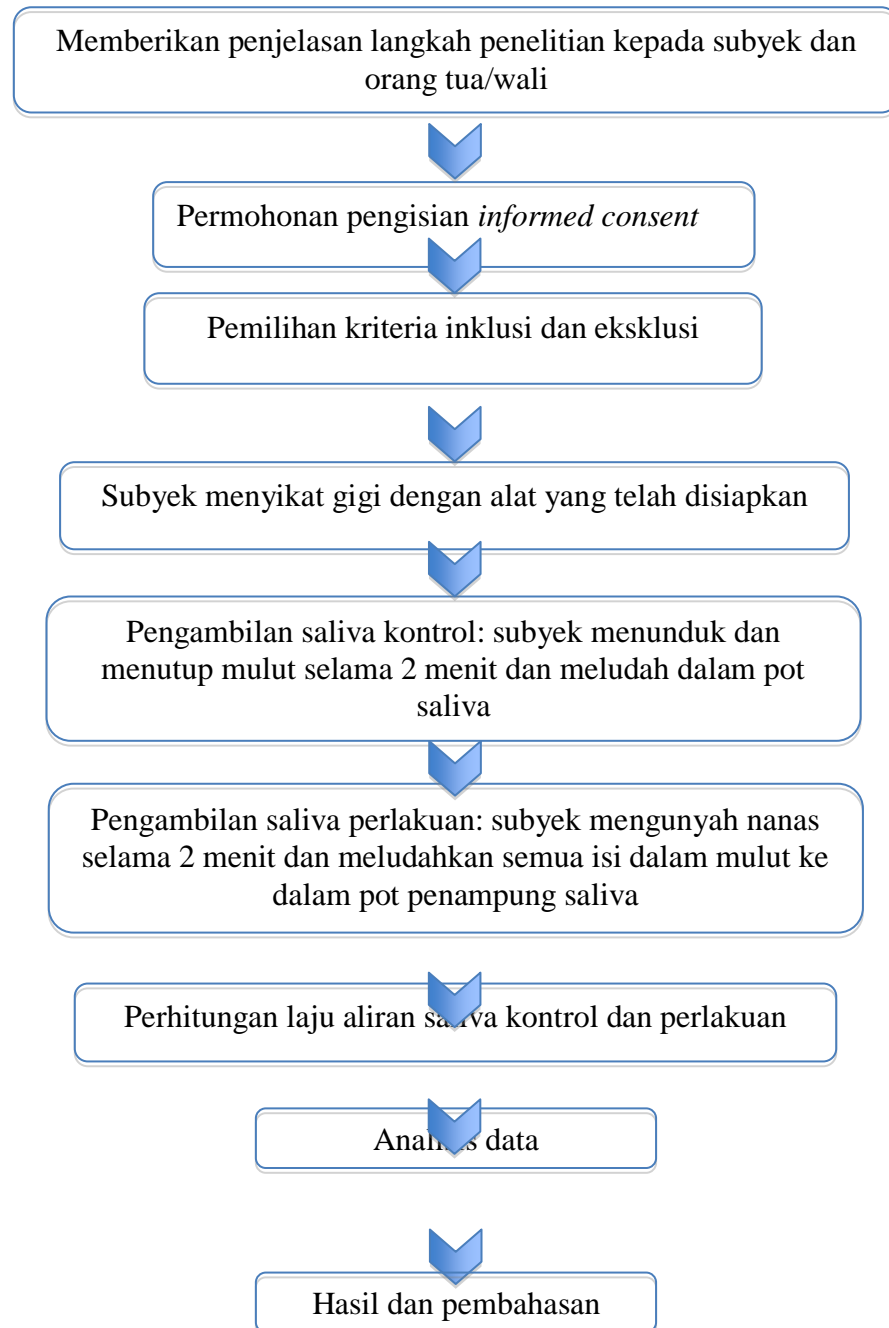 Memberikan penjelasan langkah penelitian kepada subyek dan
orang tua/wali
Permohonan pengisian informed consent
Pemilihan kriteria inklusi dan eksklusi
Subyek menyikat gigi dengan alat yang telah disiapkan
Pengambilan saliva kontrol: subyek menunduk dan
menutup mulut selama 2 menit dan meludah dalam pot
saliva
Pengambilan saliva perlakuan: subyek mengunyah nanas
selama 2 menit dan meludahkan semua isi dalam mulut ke
dalam pot penampung saliva
Perhitungan laju aliran saliva kontrol dan perlakuan
Analisis data
Hasil dan pembahasan